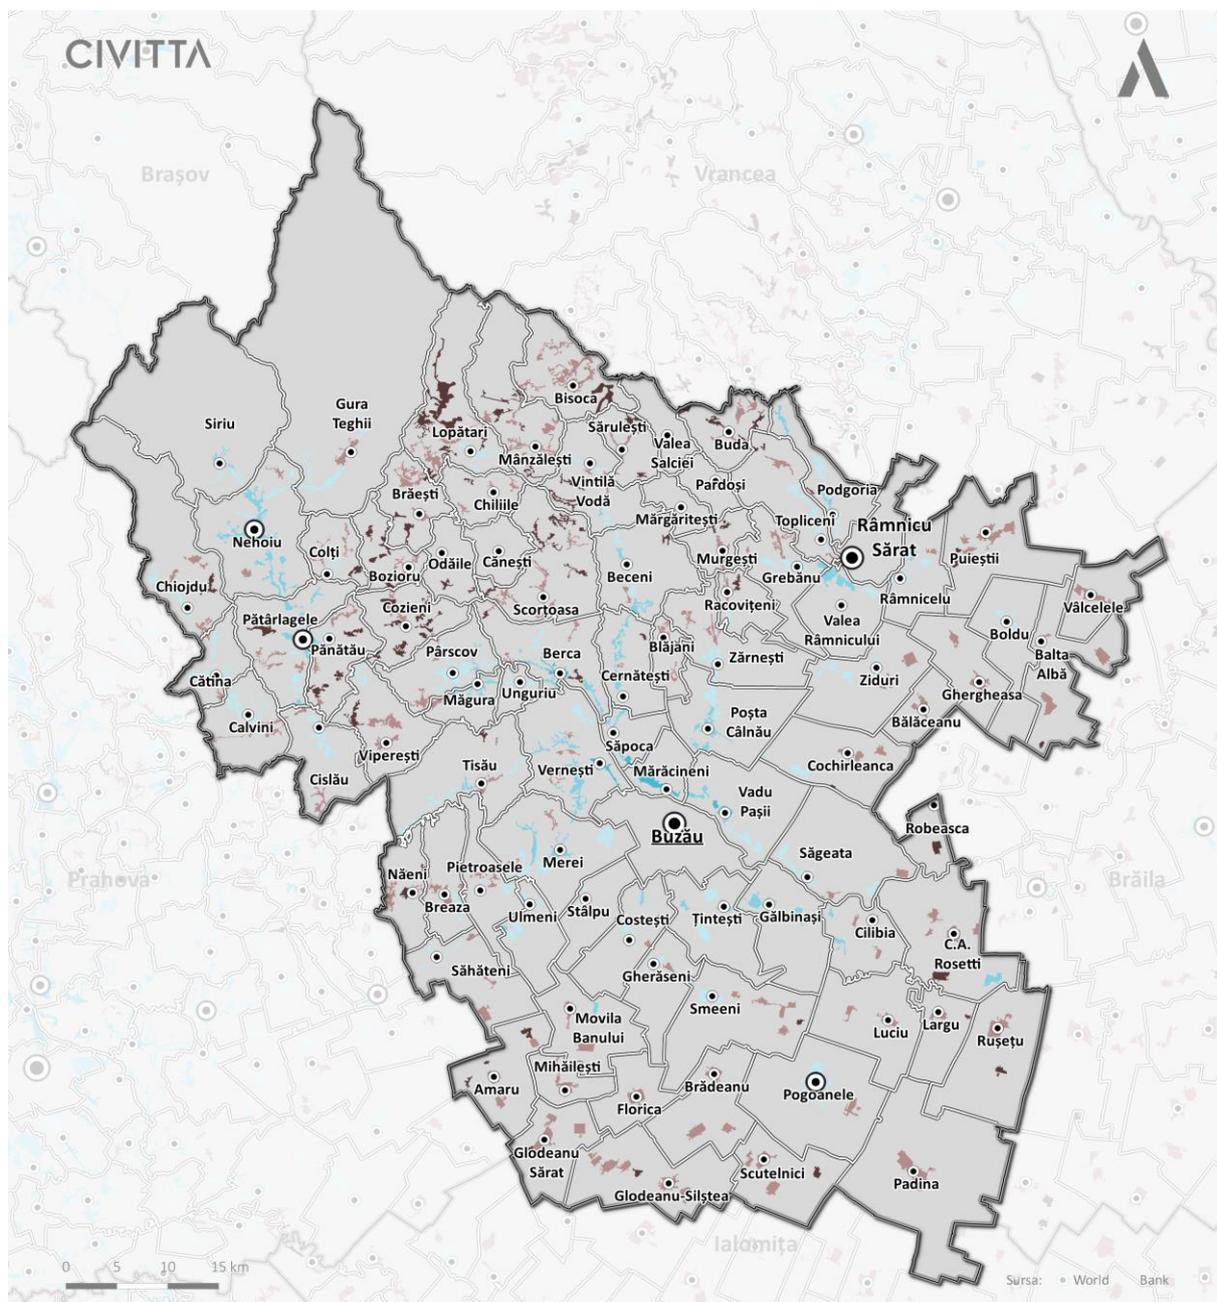 CIVITTA
Brașov
Vrancea
Siriu
Gura
Teghii
Bisoca
Lopătari
Sărulești
Mânzălești
Valea
Salciei
Buda
Vintilă
Vodă
Pardoși
Brăești
Chiliile
Podgoria
Mărgăritești
Topliceni
Râmnicu
Sărat
Nehoiu
Colți
Odăile
Cănești
Murgești
Puieștii
Bozioru
Beceni
Grebănu
Chiojdu
Râmnicelu
Scorțoasa
Racovițeni
Vâlcelele
Cozieni
Pătârlagele
Valea
Râmnicului
Boldu
Pănătău
Pârscov
Berca
Blăjani
Zărnești
Balta
Albă
Cătina
Cernătești
Ziduri
Măgura
Unguriu
Ghergheasa
Calvini
Poșta
Câlnău
Bălăceanu
Viperești
Săpoca
Cislău
Tisău
Vernești
Mărăcineni
Cochirleanca
Vadu
Pașii
Robeasca
Buzău
Săgeata
Merei
Prahova
Brăila
Năeni
Pietroasele
Breaza
Ulmeni
Stâlpu
Costești
Țintești
Gălbinași
Cilibia
C.A.
Rosetti
Săhăteni
Gherăseni
Smeeni
Movila
Banului
Luciu
Largu
Rușețu
Mihăilești
Amaru
Brădeanu
Pogoanele
Florica
Glodeanu
Sărat
Scutelnici
Padina
Glodeanu-Silștea
Ialomița
0 5 10 15 km
Sursa: World Bank